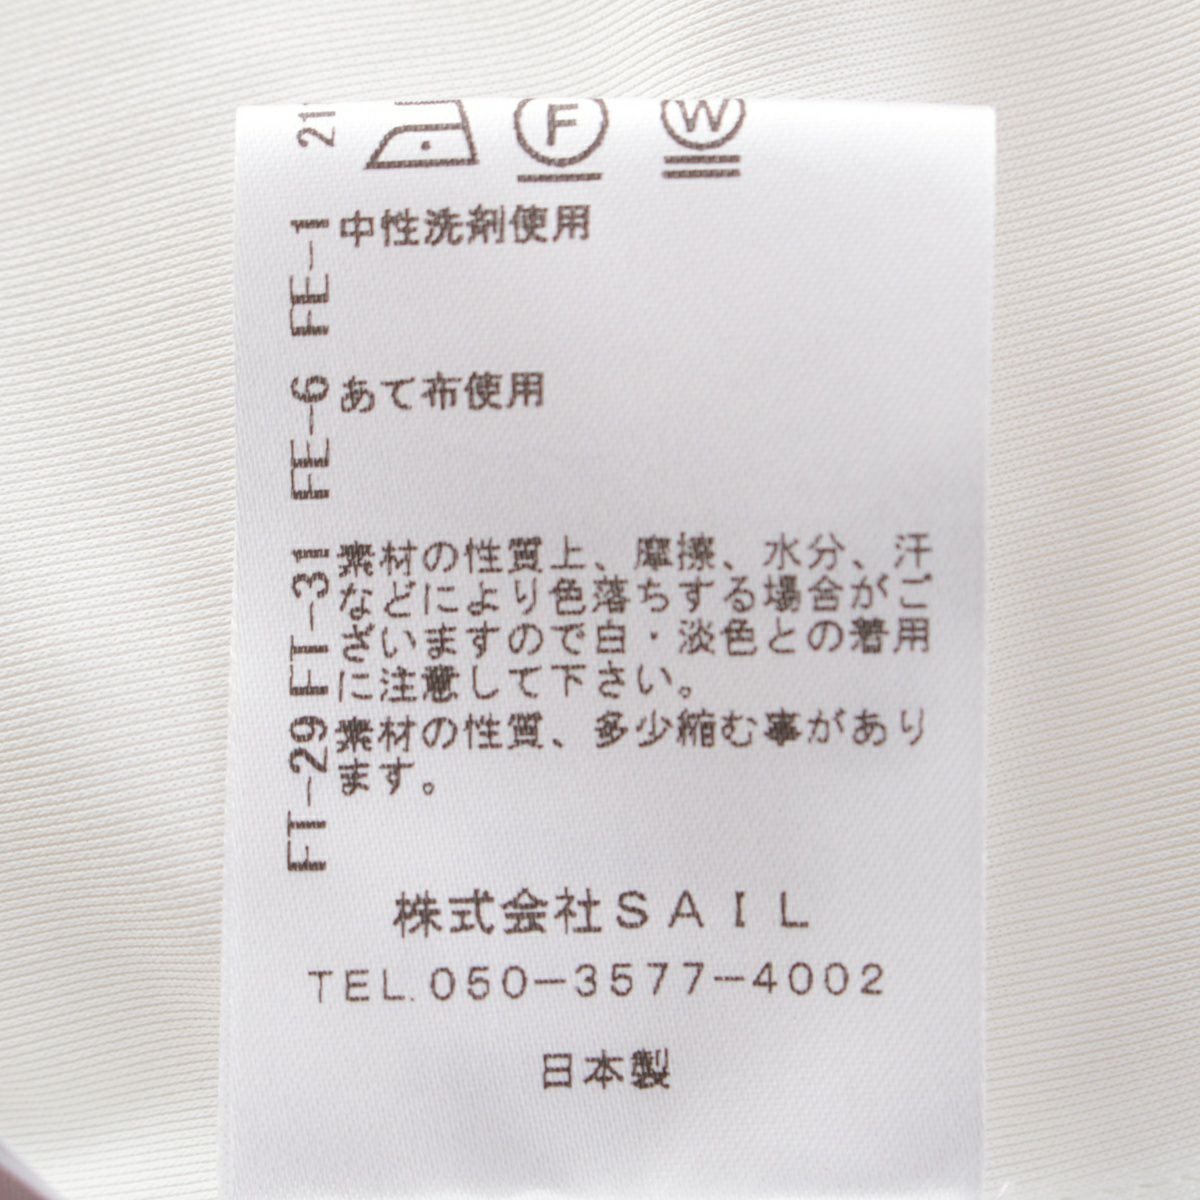 F W
中性洗剤使用
FE-1
あて布使用
FE-6
素材の性質上、摩擦、水分、汗
などにより色落ちする場合がご
ざいますので白・淡色との着用
に注意して下さい。
FT-31
素材の性質、多少縮む事があり
ます。
FT-29
株式会社SAIL
TEL.050-3577-4002
日本製